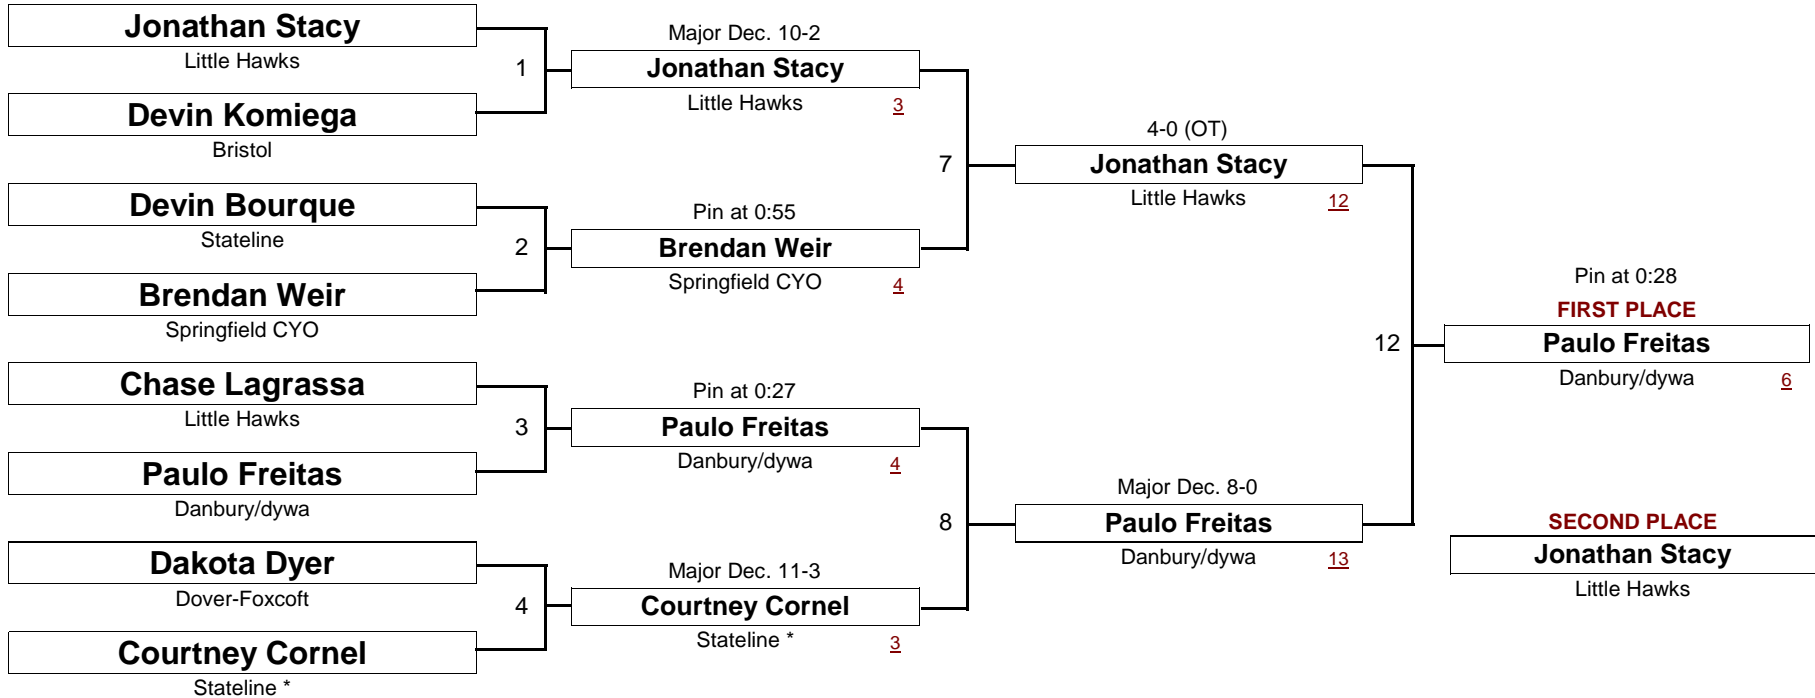 Jonathan Stacy
Little Hawks
1
Devin Komiega
Bristol
Devin Bourque
Stateline
2
Brendan Weir
Springfield CYO
Chase Lagrassa
Little Hawks
3
Paulo Freitas
Danbury/dywa
Dakota Dyer
Dover-Foxcoft
4
Courtney Cornel
Stateline *
Major Dec. 10-2
Jonathan Stacy
Little Hawks 3
7
Pin at 0:55
Brendan Weir
Springfield CYO 4
Pin at 0:27
Paulo Freitas
Danbury/dywa 4
8
Major Dec. 11-3
Courtney Cornel
Stateline * 3
4-0 (OT)
Jonathan Stacy
Little Hawks 12
12
Major Dec. 8-0
Paulo Freitas
Danbury/dywa 13
Pin at 0:28
FIRST PLACE
Paulo Freitas
Danbury/dywa 6
SECOND PLACE
Jonathan Stacy
Little Hawks